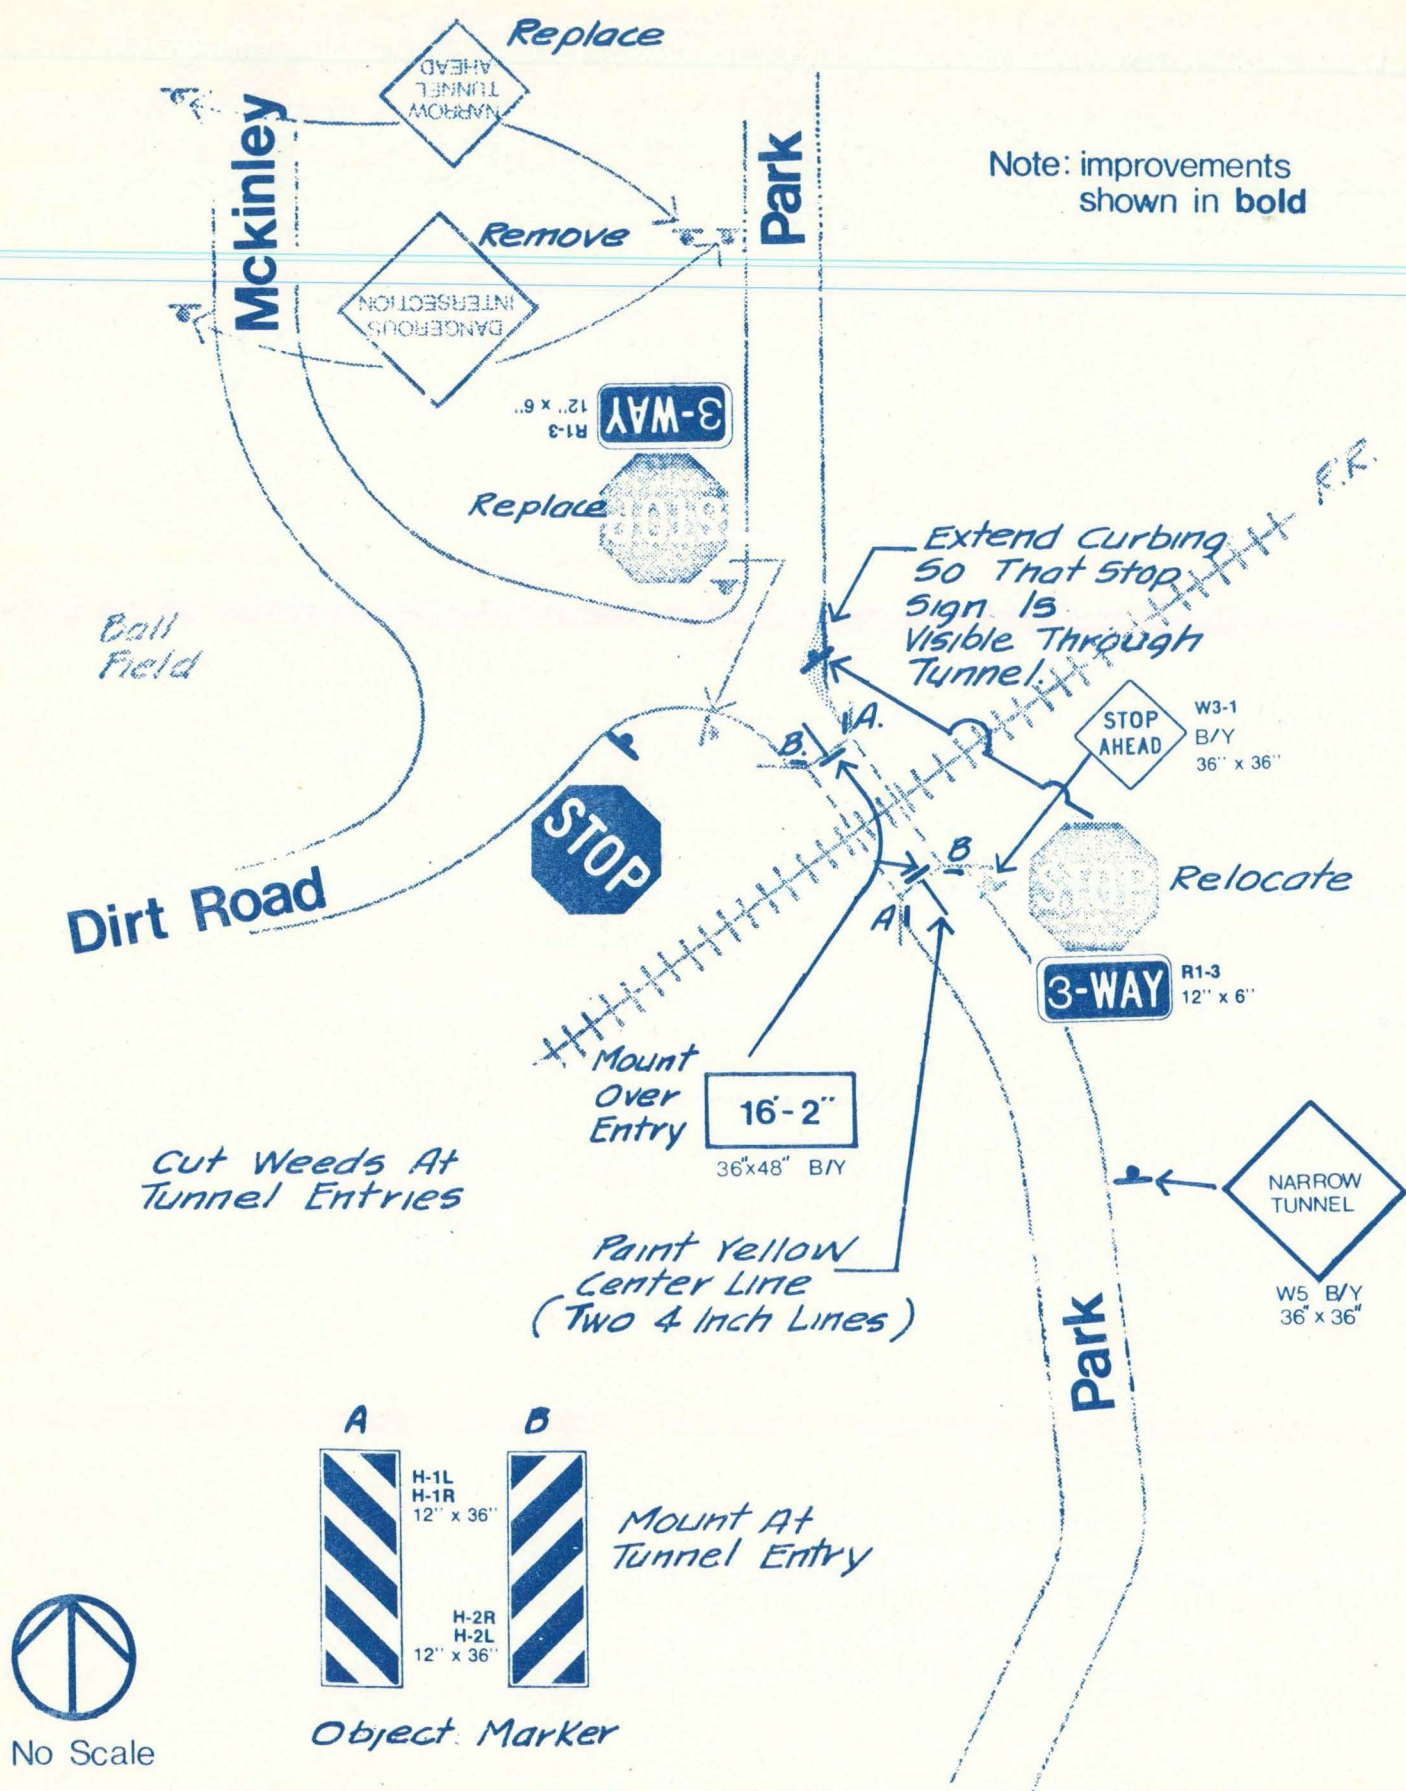 Replace
NARROW
TUNNEL
AHEAD
Mckinley
Park
Note: improvements
shown in bold
Remove
DANGEROUS
INTERSECTION
3-WAY
R1-3
12" x 6"
Replace
STOP
R.R.
Extend Curbing
So That Stop
Sign Is
Visible Through
Tunnel.
Ball
Field
A.
B.
STOP
AHEAD
W3-1
B/Y
36" x 36"
STOP
B
A
STOP
Relocate
Dirt Road
3-WAY
R1-3
12" x 6"
Mount
Over
Entry
16'-2"
36"x48" B/Y
Cut Weeds At
Tunnel Entries
NARROW
TUNNEL
W5 B/Y
36" x 36"
Paint Yellow
Center Line
(Two 4 Inch Lines)
Park
A
B
H-1L
H-1R
12" x 36"
H-2R
H-2L
12" x 36"
Mount At
Tunnel Entry
Object Marker
No Scale